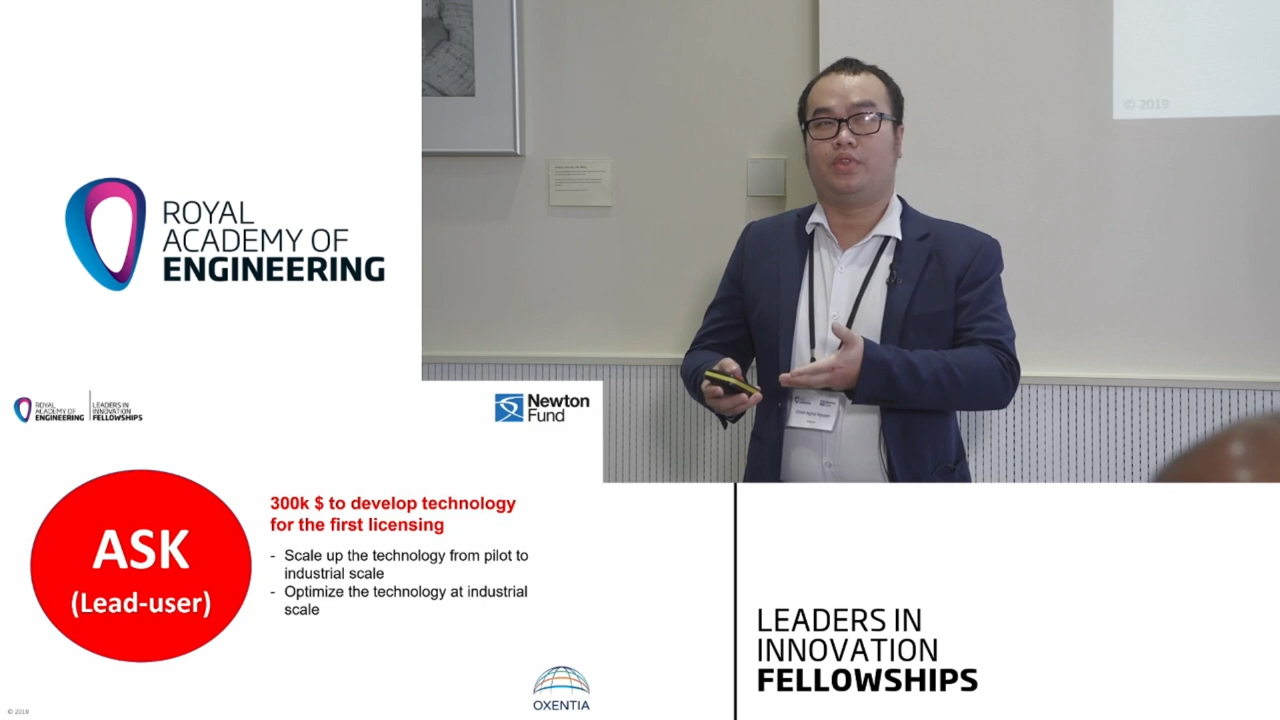 ROYAL
ACADEMY OF
ENGINEERING
© 2019
ROYAL
ACADEMY OF
ENGINEERING
LEADERS IN
INNOVATION
FELLOWSHIPS
Newton
Fund
ASK
(Lead-user)
300k $ to develop technology
for the first licensing
- Scale up the technology from pilot to
industrial scale
- Optimize the technology at industrial
scale
OXENTIA
© 2019
LEADERS IN
INNOVATION
FELLOWSHIPS